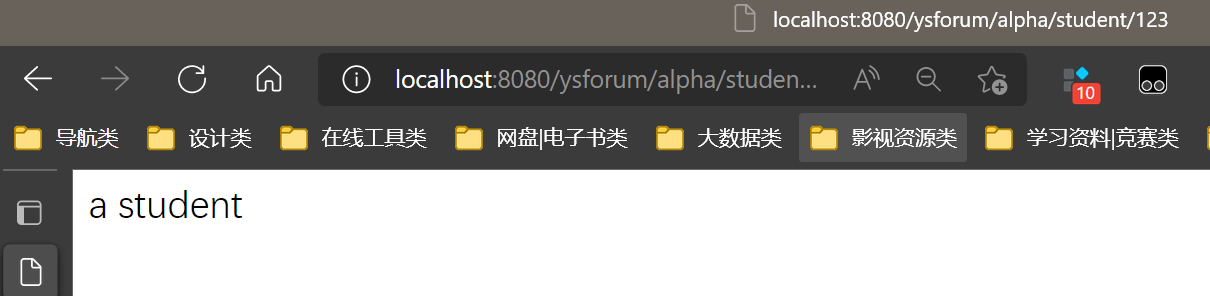 localhost:8080/ysforum/alpha/student/123
localhost:8080/ysforum/alpha/studen...
10
导航类 设计类 在线工具类 网盘|电子书类 大数据类 影视资源类 学习资料|竞赛类
a student